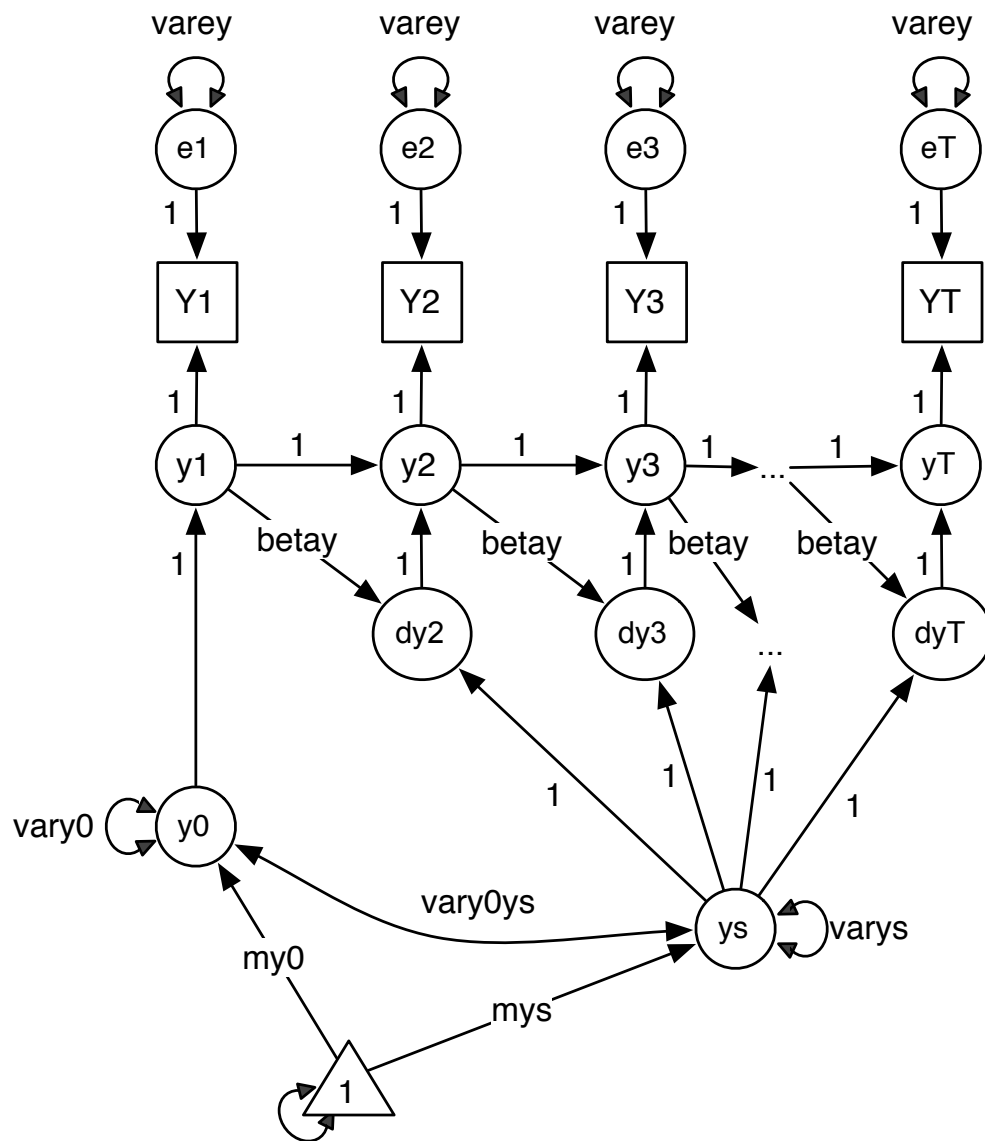 varey varey varey varey
e1 e2 e3 eT
1 1 1 1
Y1 Y2 Y3 YT
1 1 1 1
1 1 1 1
y1 y2 y3 ... yT
betay betay betay betay
1 1 1
dy2 dy3 ... dyT
1
1 1 1 1
vary0 y0
vary0ys
ys varys
my0
mys
1